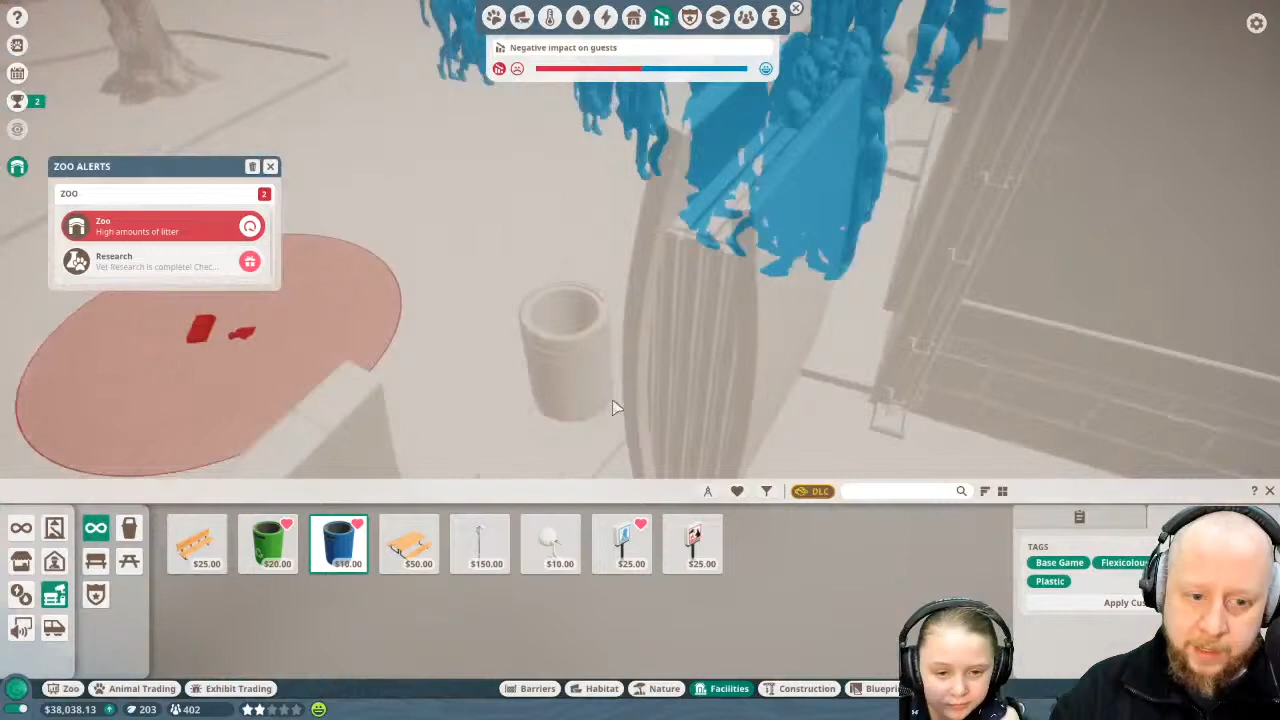 ?
Negative impact on guests
2
ZOO ALERTS
ZOO
2
Zoo
High amounts of litter
Research
Vet Research is complete! Chec...
DLC
?
$25.00
$20.00
$10.00
$50.00
$150.00
$10.00
$25.00
$25.00
TAGS
Base Game
Flexicolou
Plastic
Apply Cus
Zoo
Animal Trading
Exhibit Trading
Barriers
Habitat
Nature
Facilities
Construction
Blueprin
$38,038.13
203
402